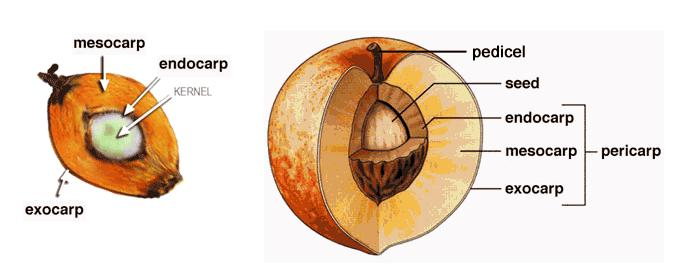 mesocarp
endocarp
KERNEL
exocarp
pedicel
seed
endocarp
mesocarp
pericarp
exocarp